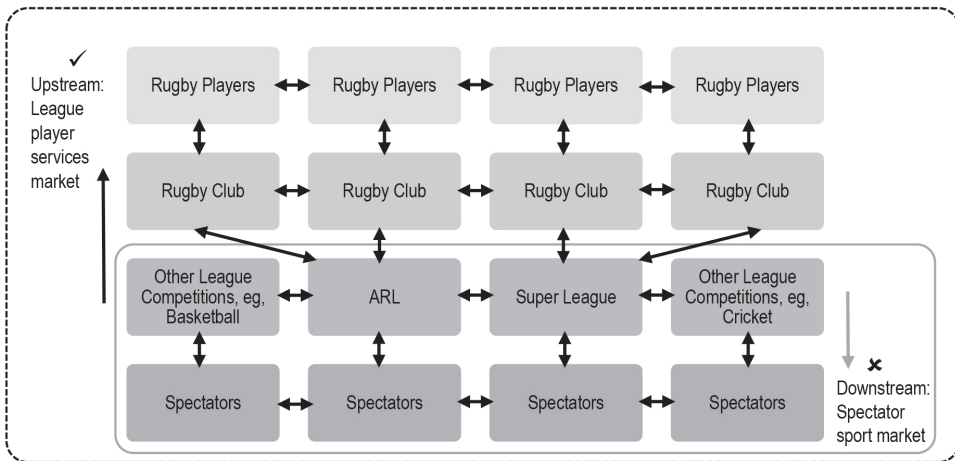 ✓
Upstream:
League
player
services
market
Rugby Players
Rugby Players
Rugby Players
Rugby Players
Rugby Club
Rugby Club
Rugby Club
Rugby Club
Other League
Competitions, eg,
Basketball
ARL
Super League
Other League
Competitions, eg,
Cricket
Spectators
Spectators
Spectators
Spectators
✘
Downstream:
Spectator
sport market